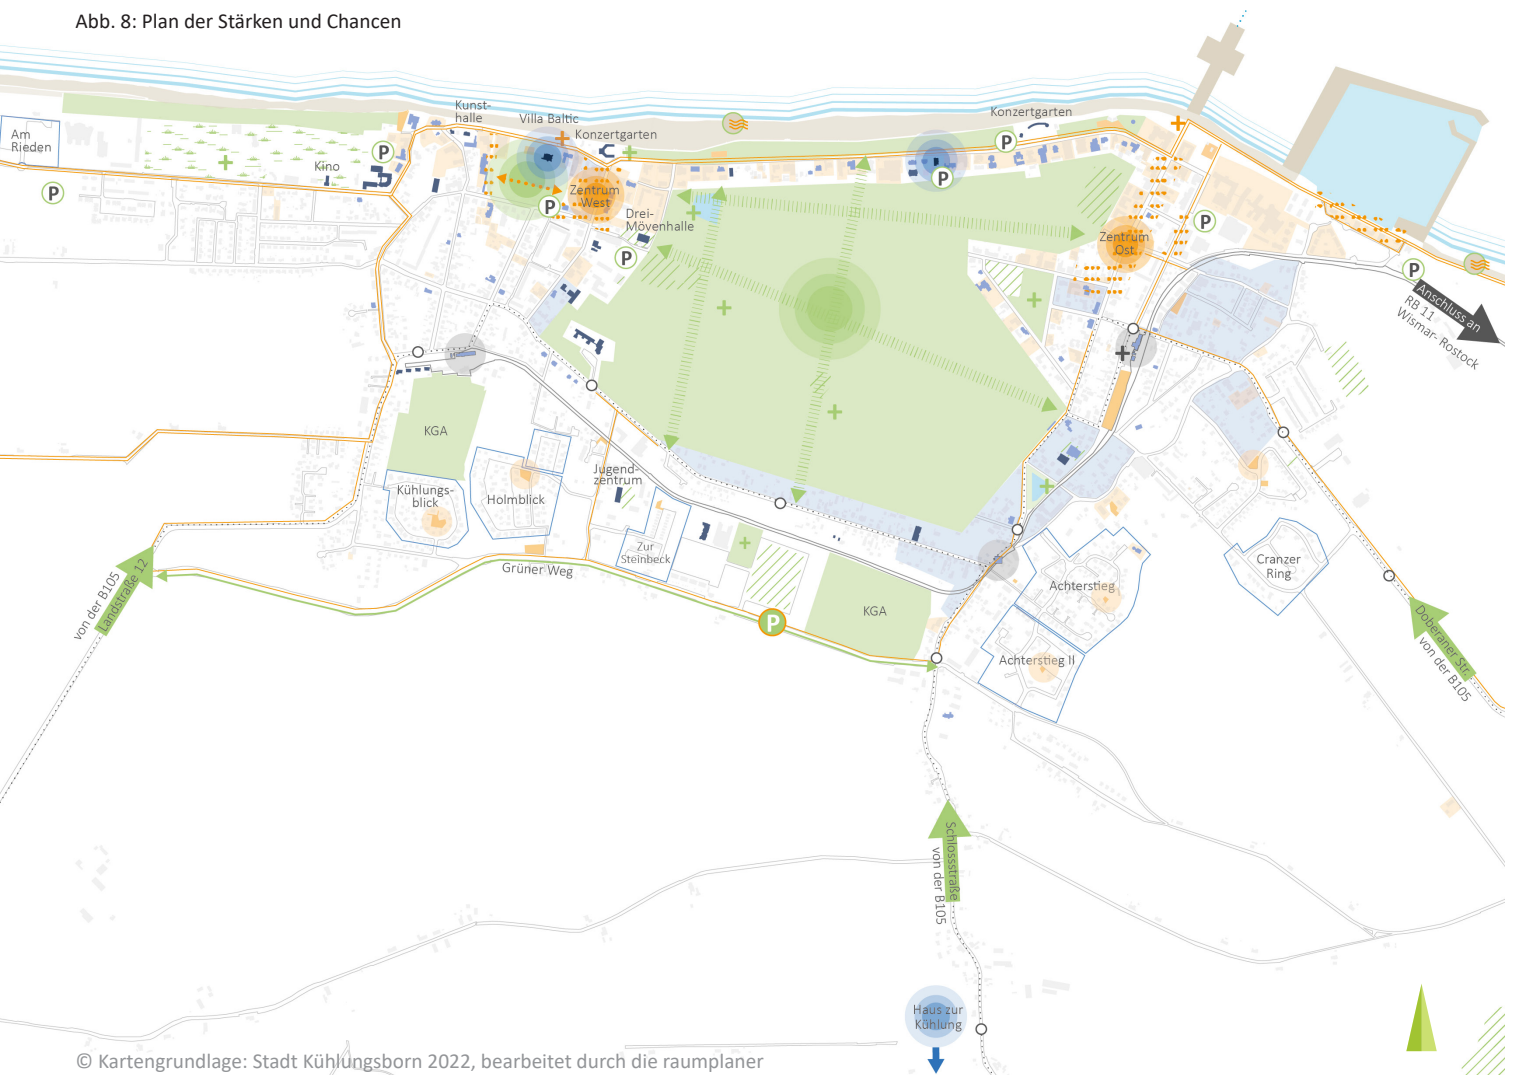 Abb. 8: Plan der Stärken und Chancen
Am
Rieden
P
Kino
P
Kunst-
halle
Villa Baltic
Konzertgarten
P
Zentrum
West
Drei-
Mövenhalle
P
Konzertgarten
P
P
Zentrum
Ost
P
P
Anschluss an
RB 11
Wismar- Rostock
KGA
Kühlungs-
blick
Holmblick
Jugend-
zentrum
Zur
Steinbeck
Grüner Weg
P
KGA
Achterstieg
Achterstieg II
Cranzer
Ring
von der B105
Landstraße 12
Doberaner Str.
von der B105
Schlossstraße
von der B105
Haus zur
Kühlung
© Kartengrundlage: Stadt Kühlungsborn 2022, bearbeitet durch die raumplaner